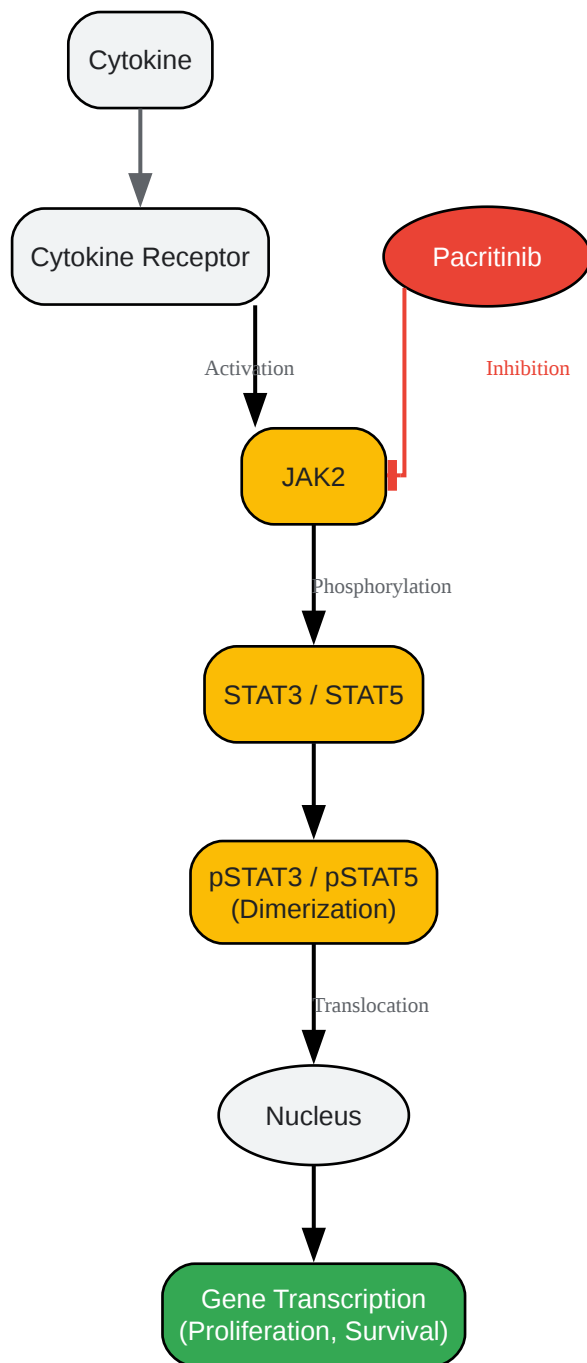 Cytokine
Cytokine Receptor
Pacritinib
Activation
Inhibition
JAK2
Phosphorylation
STAT3 / STAT5
pSTAT3 / pSTAT5
(Dimerization)
Translocation
Nucleus
Gene Transcription
(Proliferation, Survival)